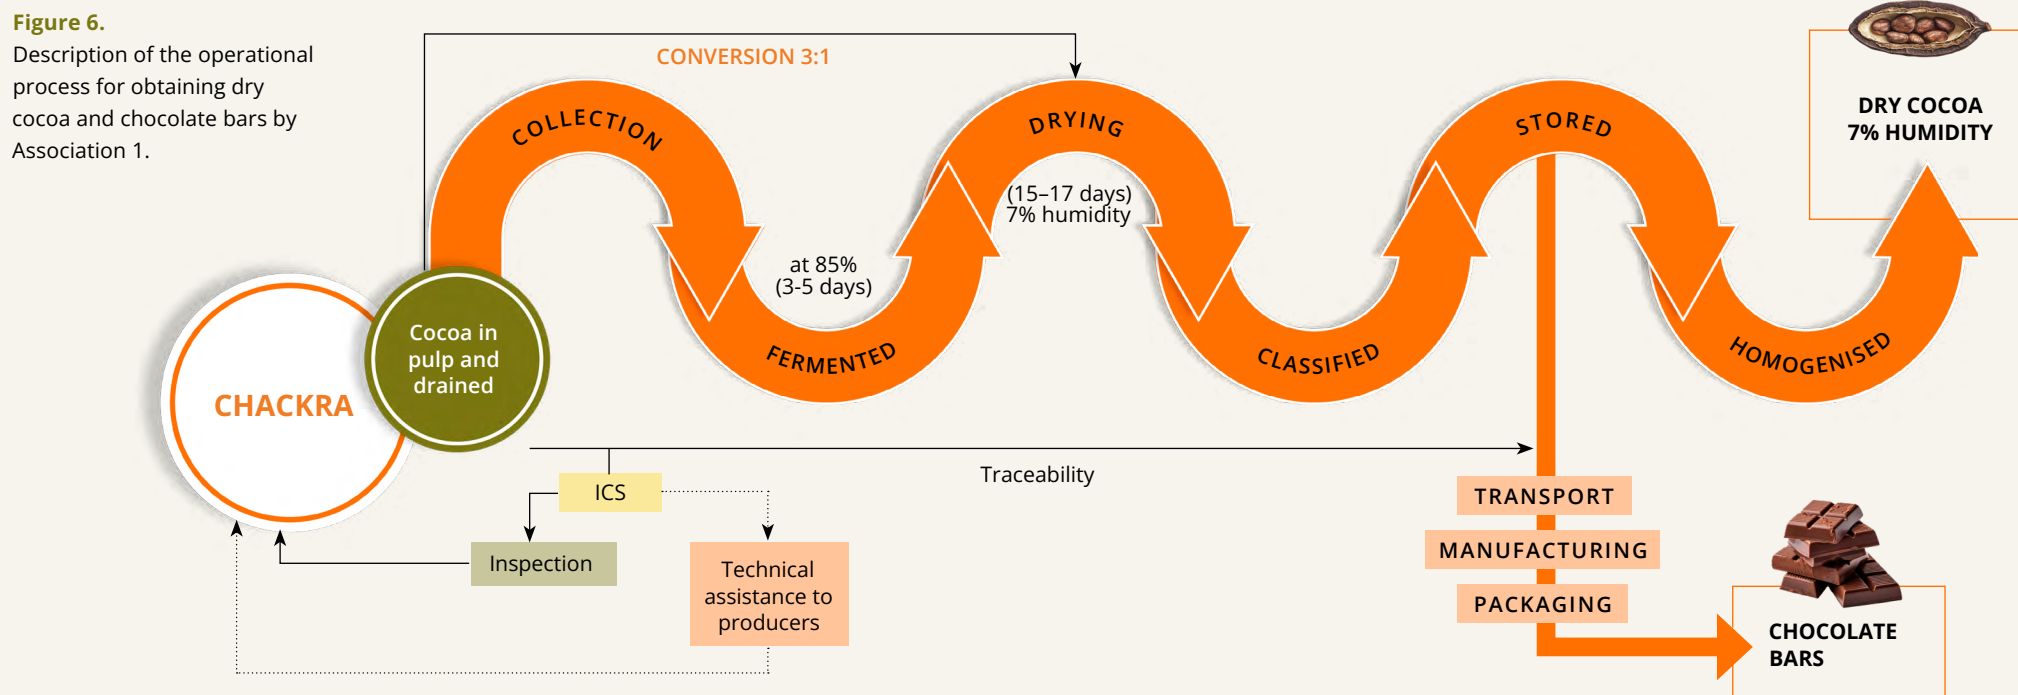 Figure 6.
Description of the operational
process for obtaining dry
cocoa and chocolate bars by
Association 1.
CONVERSION 3:1
COLLECTION
DRYING
STORED
DRY COCOA
7% HUMIDITY
(15–17 days)
7% humidity
at 85%
(3-5 days)
FERMENTED
CLASSIFIED
HOMOGENISED
Cocoa in
pulp and
drained
CHACKRA
Traceability
ICS
Inspection
Technical
assistance to
producers
TRANSPORT
MANUFACTURING
PACKAGING
CHOCOLATE
BARS